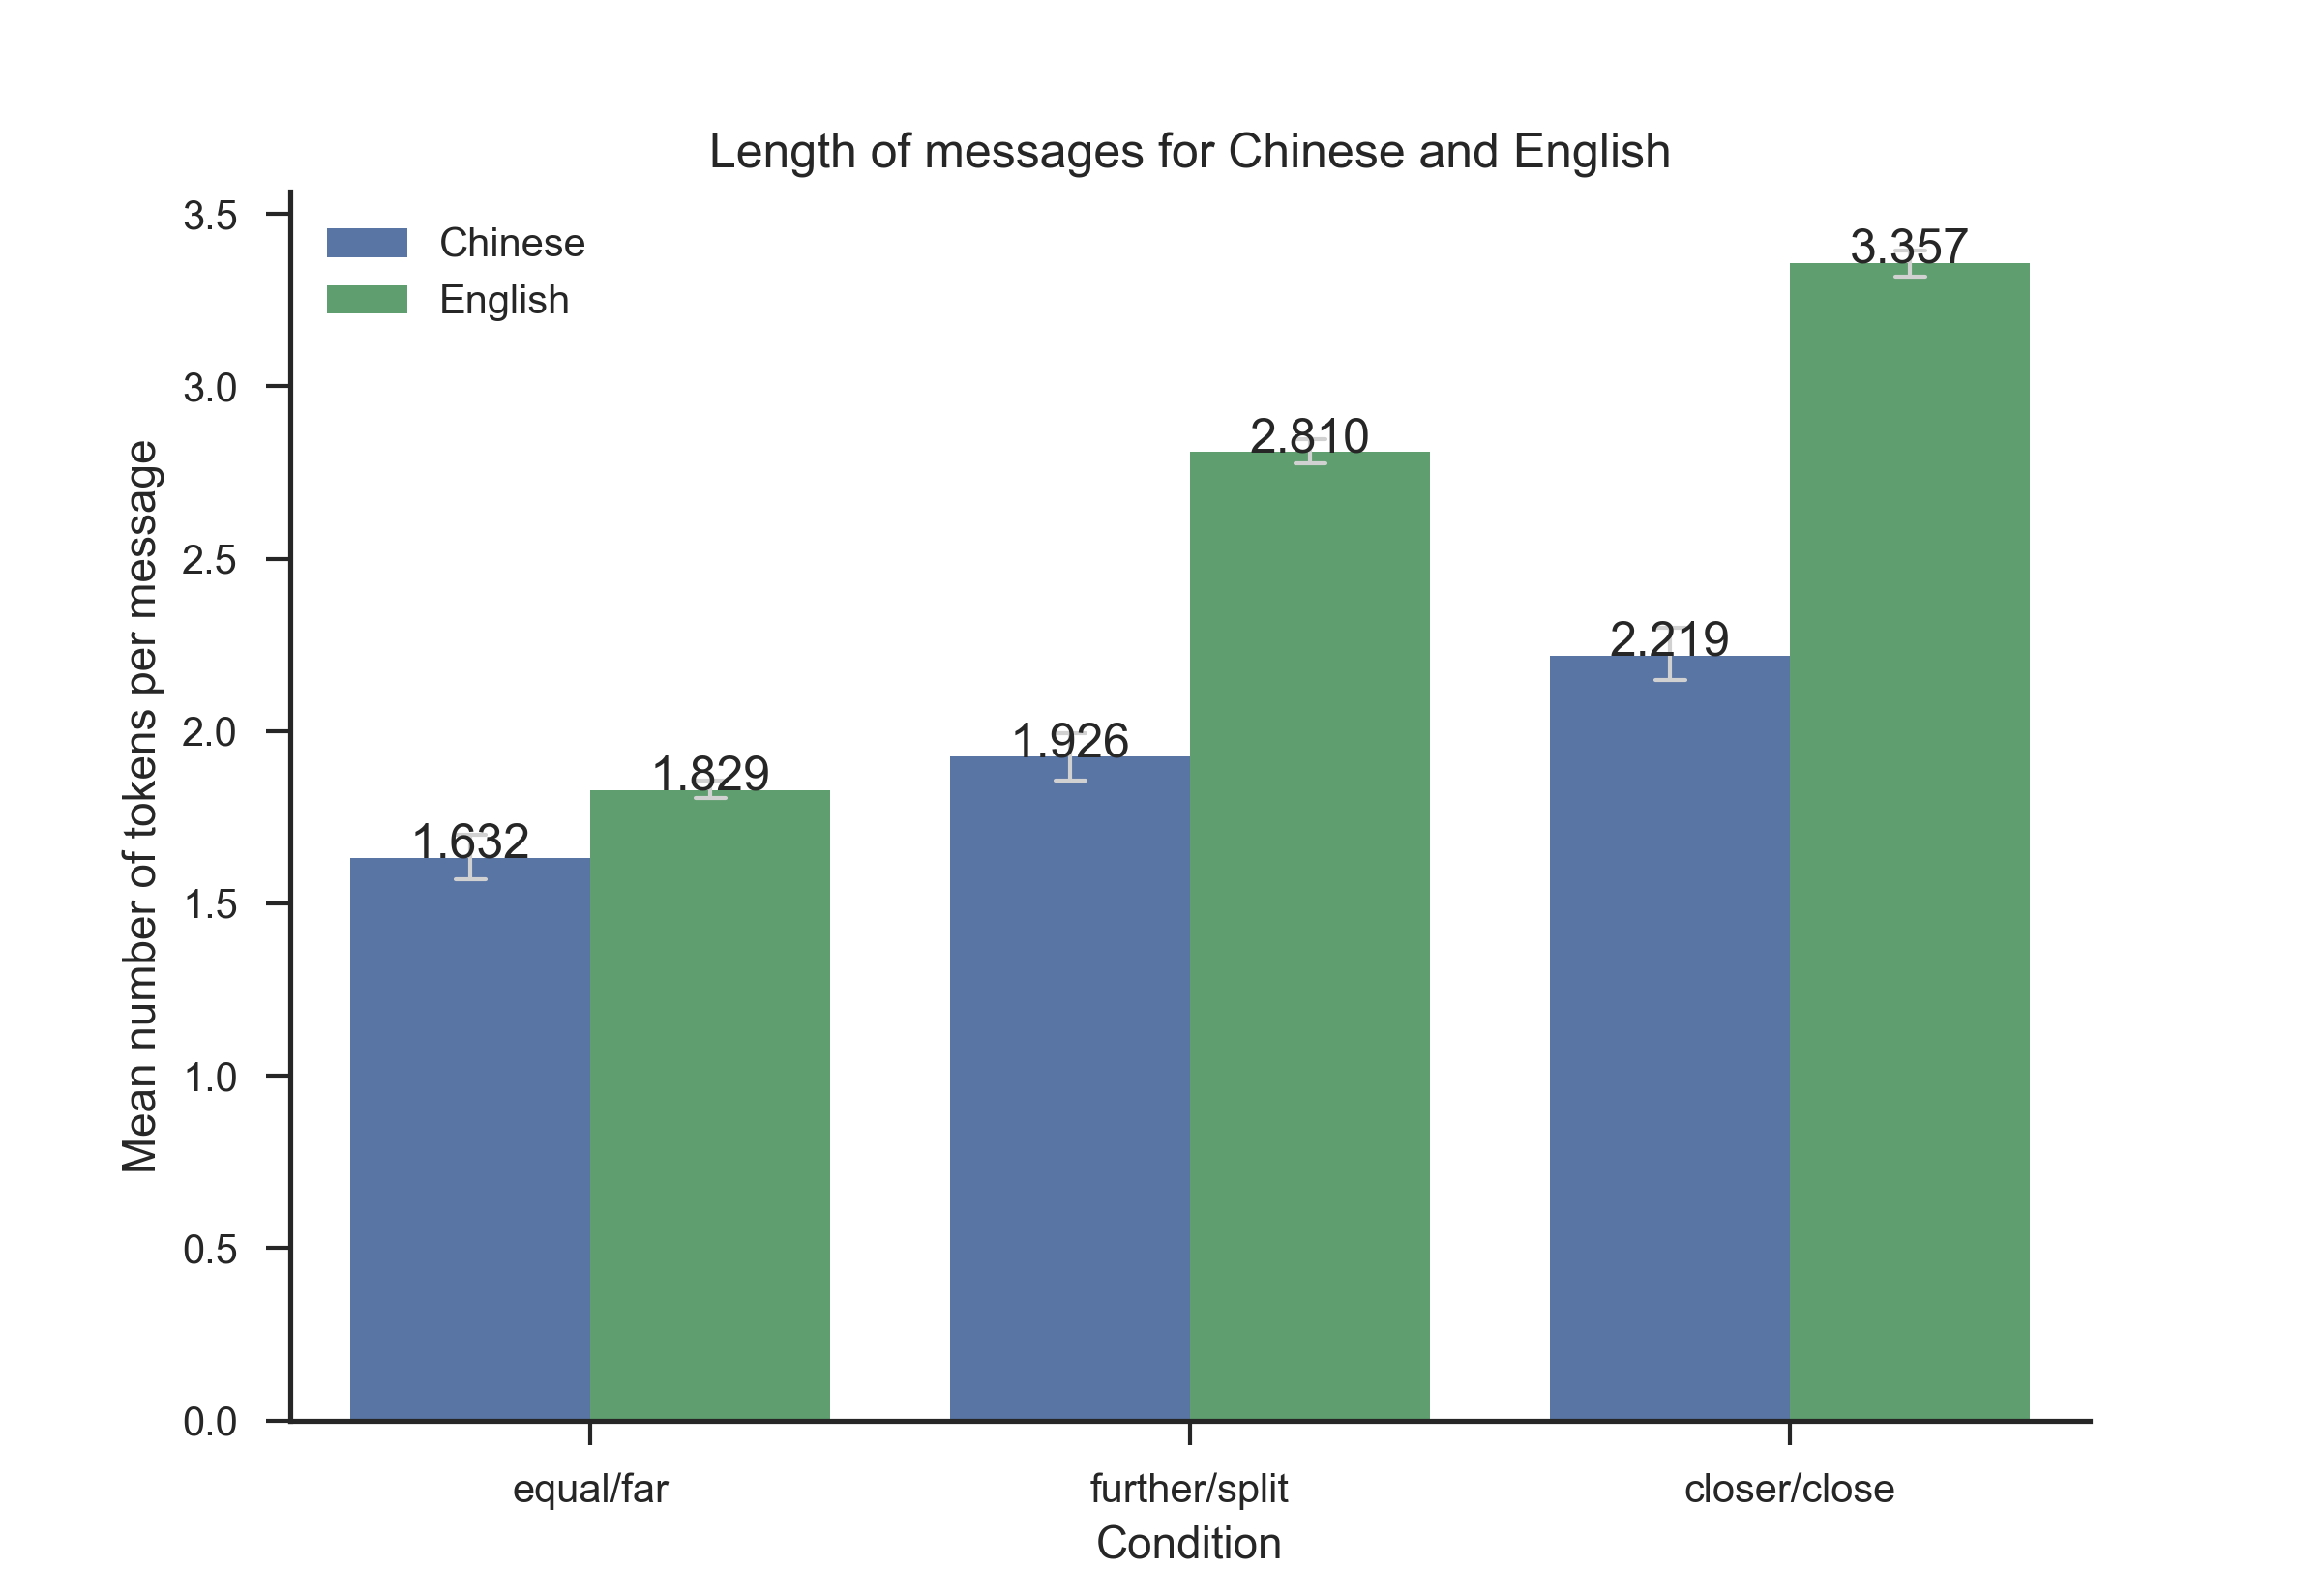 Length of messages for Chinese and English
Chinese
English
Mean number of tokens per message
3.5
3.0
2.5
2.0
1.5
1.0
0.5
0.0
1.632
1.829
1.926
2.810
2.219
3.357
equal/far
further/split
closer/close
Condition